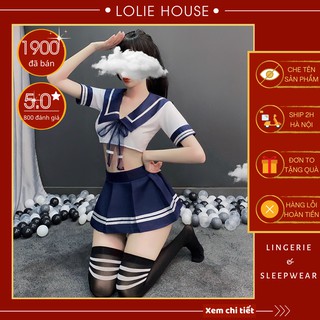 LOLIE HOUSE
1900
đã bán
5.0
800 đánh giá
CHE TÊN
SẢN PHẨM
SHIP 2H
HÀ NỘI
ĐƠN TO
TẶNG QUÀ
HÀNG LỖI
HOÀN TIỀN
LINGERIE
&
SLEEPWEAR
Xem chi tiết